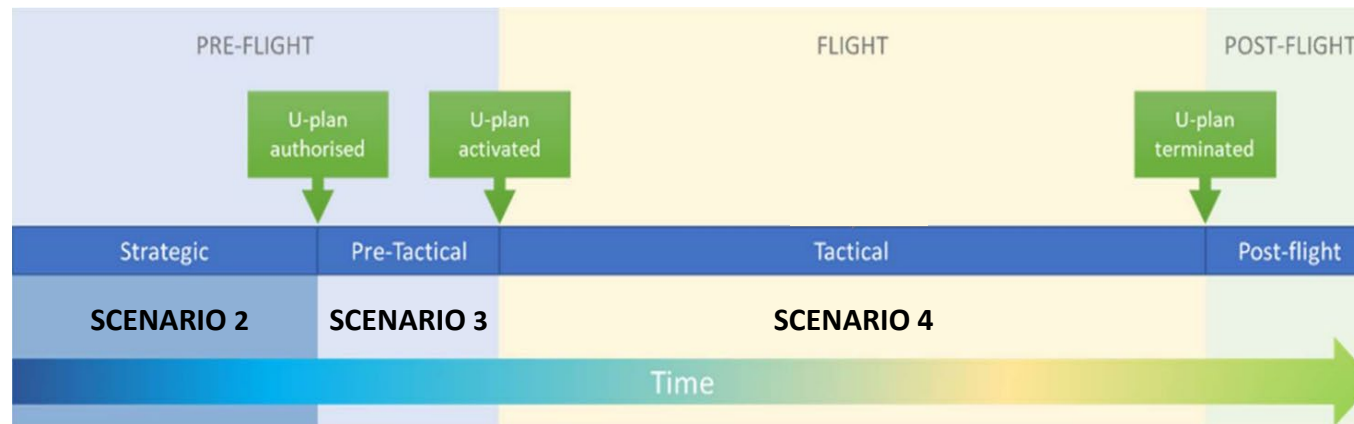 PRE-FLIGHT
FLIGHT
POST-FLIGHT
U-plan
authorised
U-plan
activated
U-plan
terminated
Strategic
Pre-Tactical
Tactical
Post-flight
SCENARIO 2
SCENARIO 3
SCENARIO 4
Time